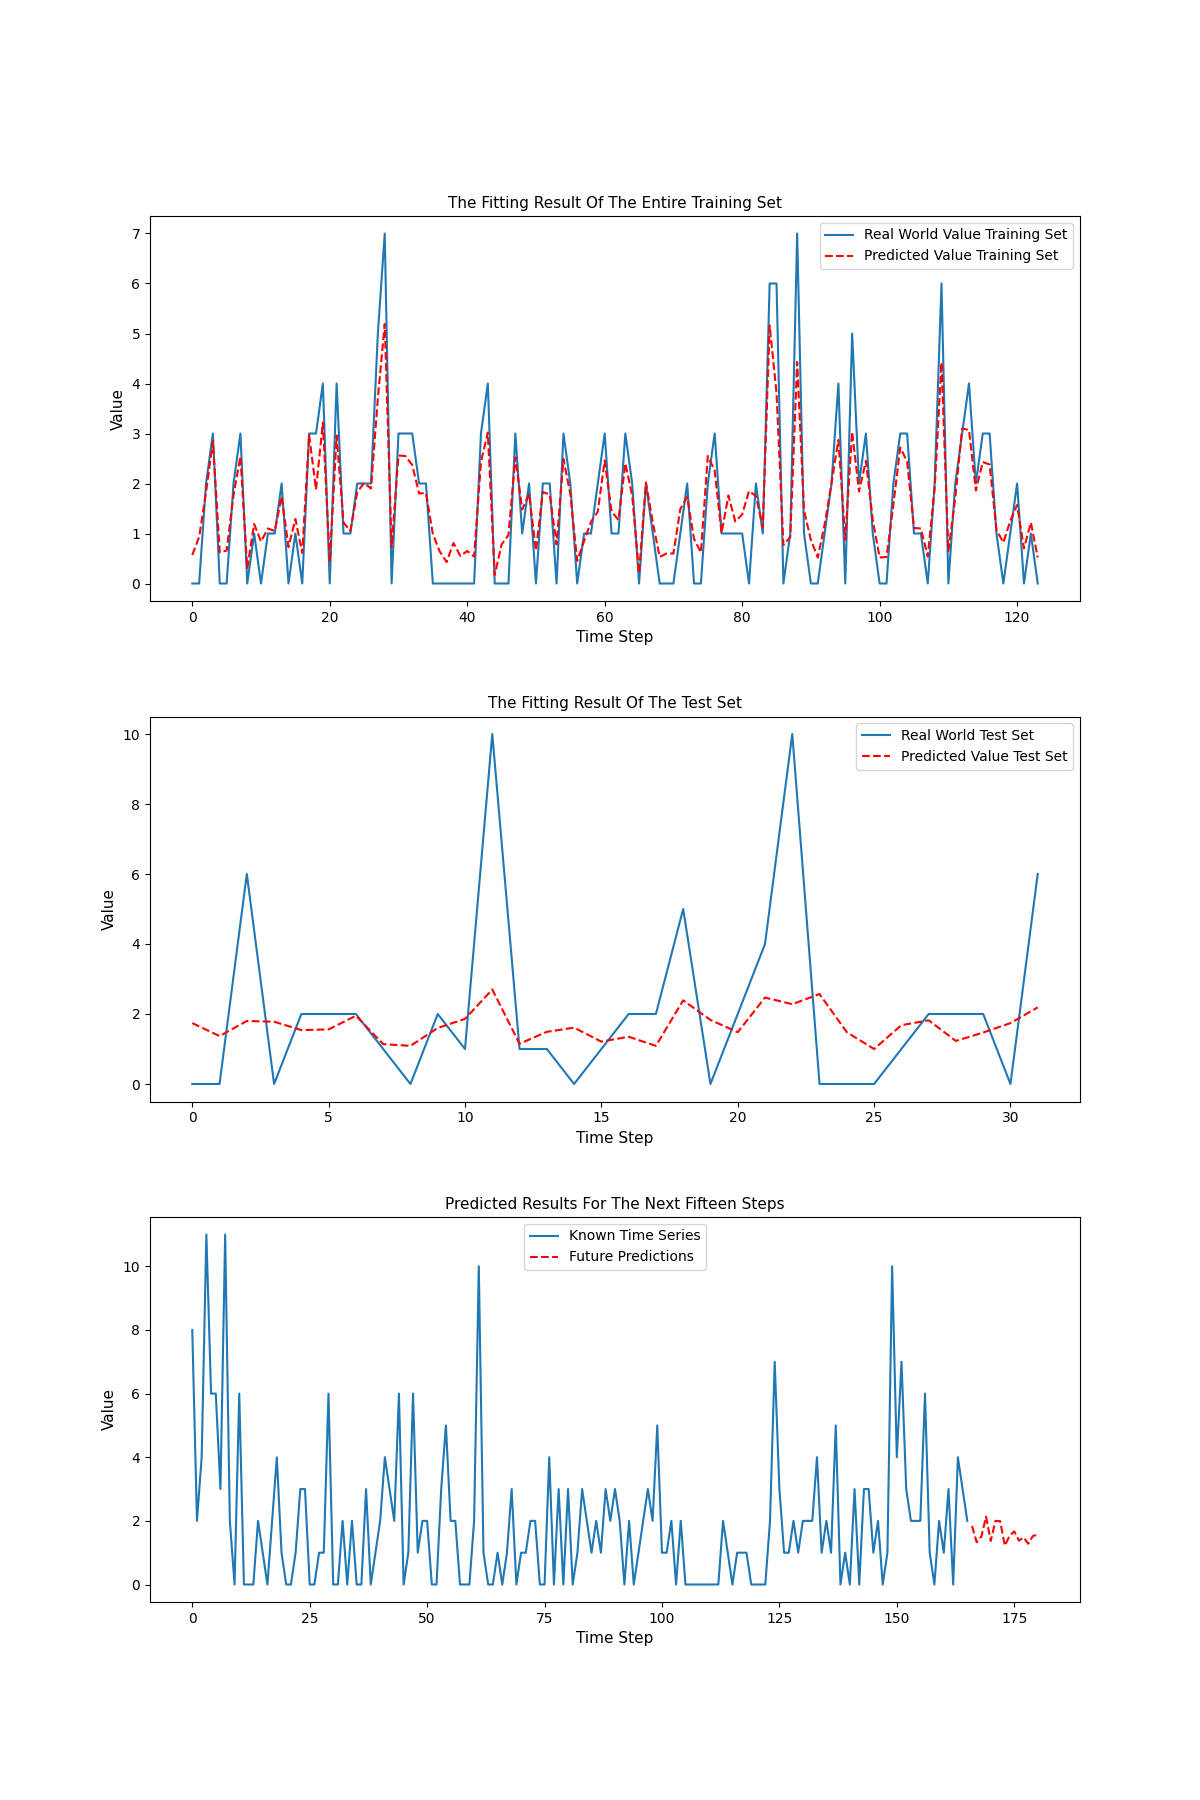 The Fitting Result Of The Entire Training Set
Real World Value Training Set
Predicted Value Training Set
Value
7
6
5
4
3
2
1
0
0 20 40 60 80 100 120
Time Step
The Fitting Result Of The Test Set
Real World Test Set
Predicted Value Test Set
Value
10
8
6
4
2
0
0 5 10 15 20 25 30
Time Step
Predicted Results For The Next Fifteen Steps
Known Time Series
Future Predictions
Value
10
8
6
4
2
0
0 25 50 75 100 125 150 175
Time Step